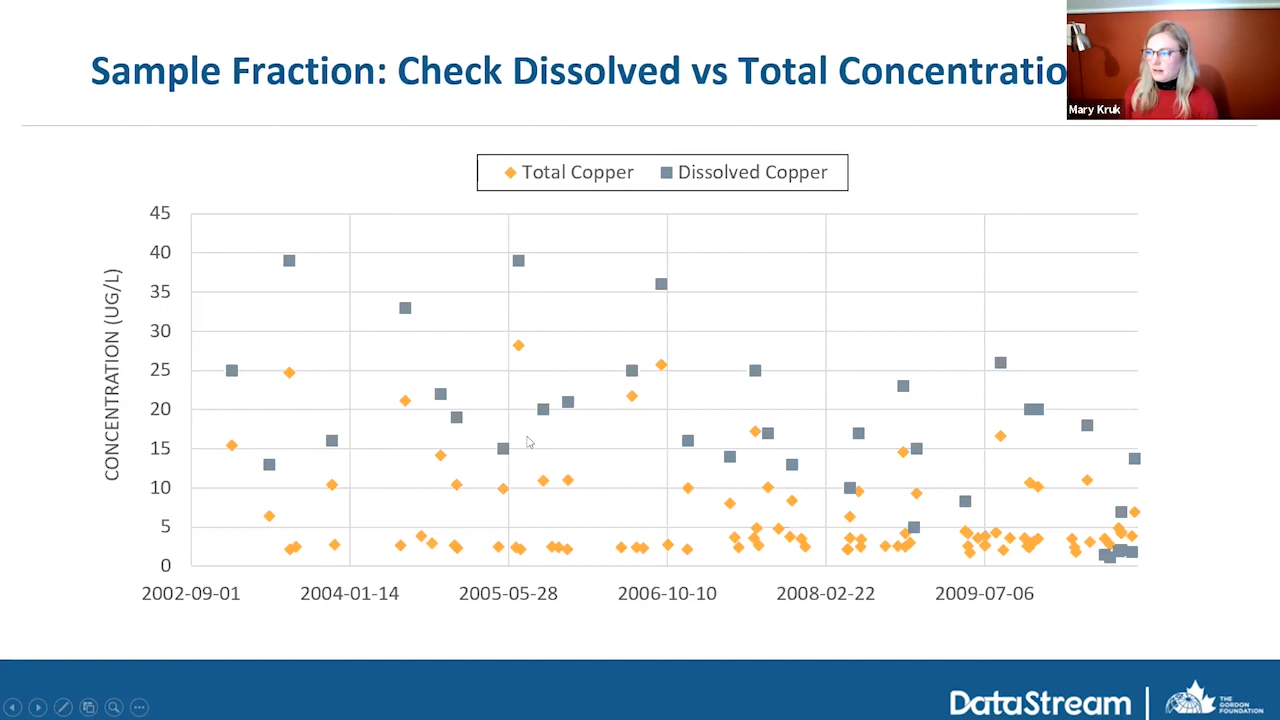 Sample Fraction: Check Dissolved vs Total Concentratio
Mary Kruk
Total Copper Dissolved Copper
CONCENTRATION (UG/L)
45
40
35
30
25
20
15
10
5
0
2002-09-01 2004-01-14 2005-05-28 2006-10-10 2008-02-22 2009-07-06
DataStream
THE
GORDON
FOUNDATION